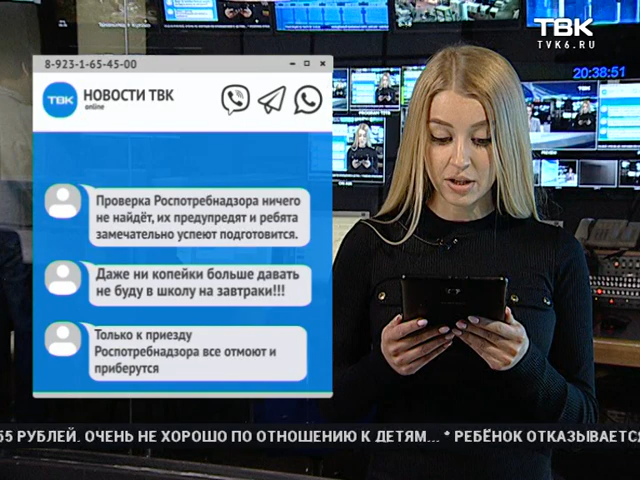 ТВК
TVK6.RU
20:38:51
8-923-1-65-45-00
ТВК
НОВОСТИ ТВК
online
Проверка Роспотребнадзора ничего
не найдёт, их предупредят и ребята
замечательно успеют подготовится.
Даже ни копейки больше давать
не буду в школу на завтраки!!!
Только к приезду
Роспотребнадзора все отмоют и
приберутся
55 РУБЛЕЙ. ОЧЕНЬ НЕ ХОРОШО ПО ОТНОШЕНИЮ К ДЕТЯМ... * РЕБЁНОК ОТКАЗЫВАЕТСЯ